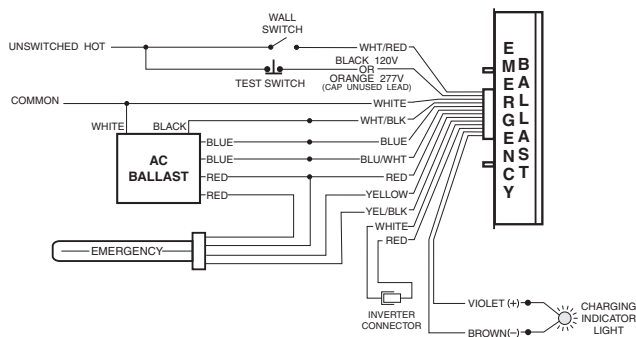 WALL
SWITCH
UNSWITCHED HOT
WHT/RED
BLACK 120V
OR
ORANGE 277V
(CAP UNUSED LEAD)
TEST SWITCH
COMMON
WHITE
WHITE
BLACK
WHT/BLK
BLUE
BLUE
BLUE
BLU/WHT
AC
BALLAST
RED
RED
RED
YELLOW
YEL/BLK
WHITE
RED
EMERGENCY
INVERTER
CONNECTOR
EMERGENCY
BALLAST
VIOLET (+)
BROWN(–)
CHARGING
INDICATOR
LIGHT